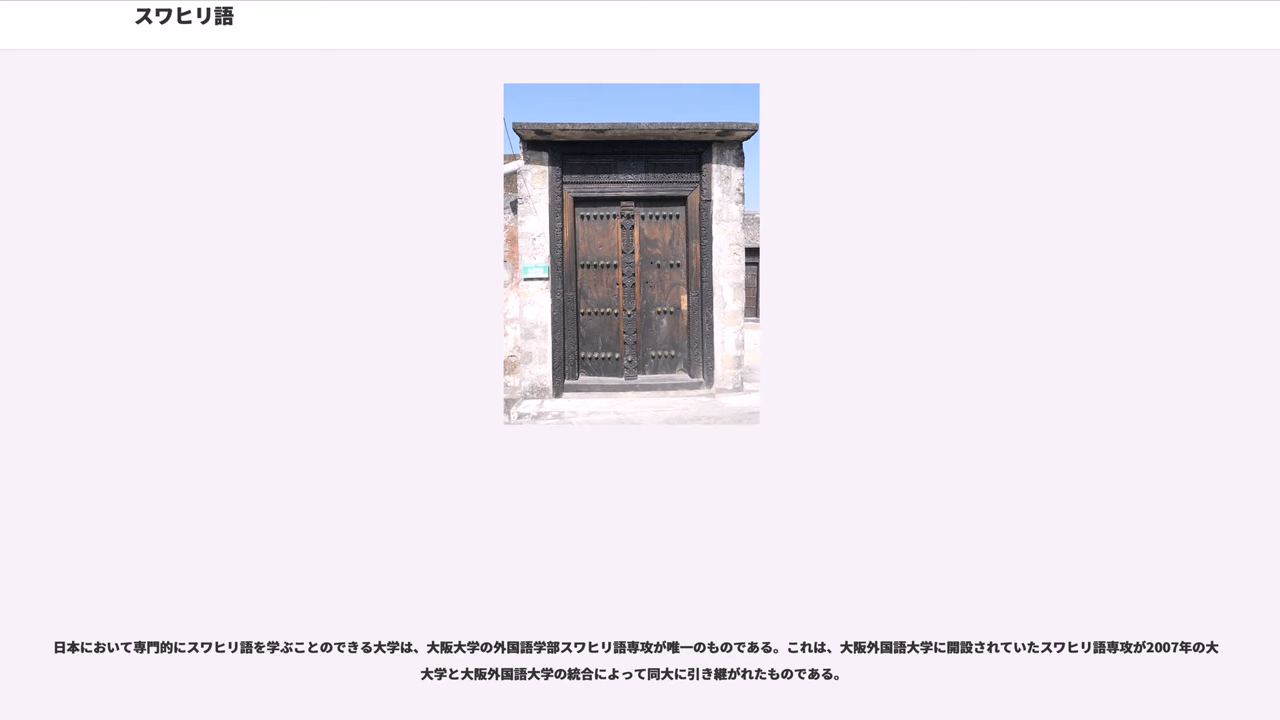 スワヒリ語
日本において専門的にスワヒリ語を学ぶことのできる大学は、大阪大学の外国語学部スワヒリ語専攻が唯一のものである。これは、大阪外国語大学に開設されていたスワヒリ語専攻が2007年の大
大学と大阪外国語大学の統合によって同大に引き継がれたものである。